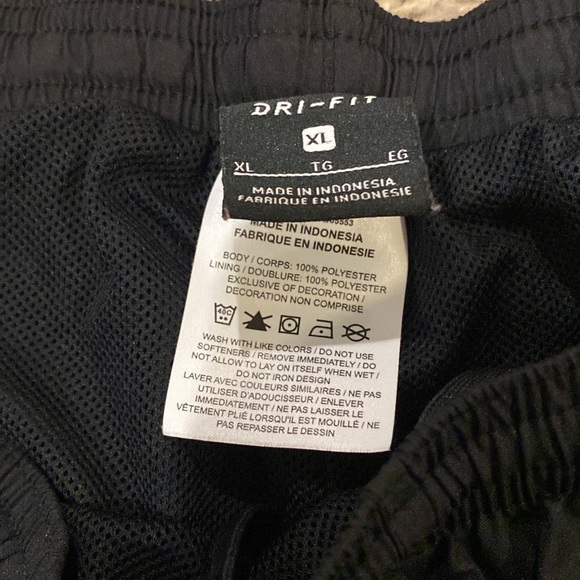 DRI-FIT
XL
XL TG EG
MADE IN INDONESIA
FABRIQUE EN INDONESIE
MADE IN INDONESIA
FABRIQUE EN INDONESIE
BODY / CORPS: 100% POLYESTER
LINING / DOUBLURE: 100% POLYESTER
EXCLUSIVE OF DECORATION /
DECORATION NON COMPRISE
40C
WASH WITH LIKE COLORS / DO NOT USE
SOFTENERS / REMOVE IMMEDIATELY / DO
NOT ALLOW TO LAY ON ITSELF WHEN WET /
DO NOT IRON DESIGN
LAVER AVEC COULEURS SIMILAIRES / NE PAS
UTILISER D'ADOUCISSEUR / ENLEVER
IMMÉDIATEMENT / NE PAS LAISSER LE
VÊTEMENT PLIÉ LORSQU'IL EST MOUILLÉ / NE
PAS REPASSER LE DESSIN